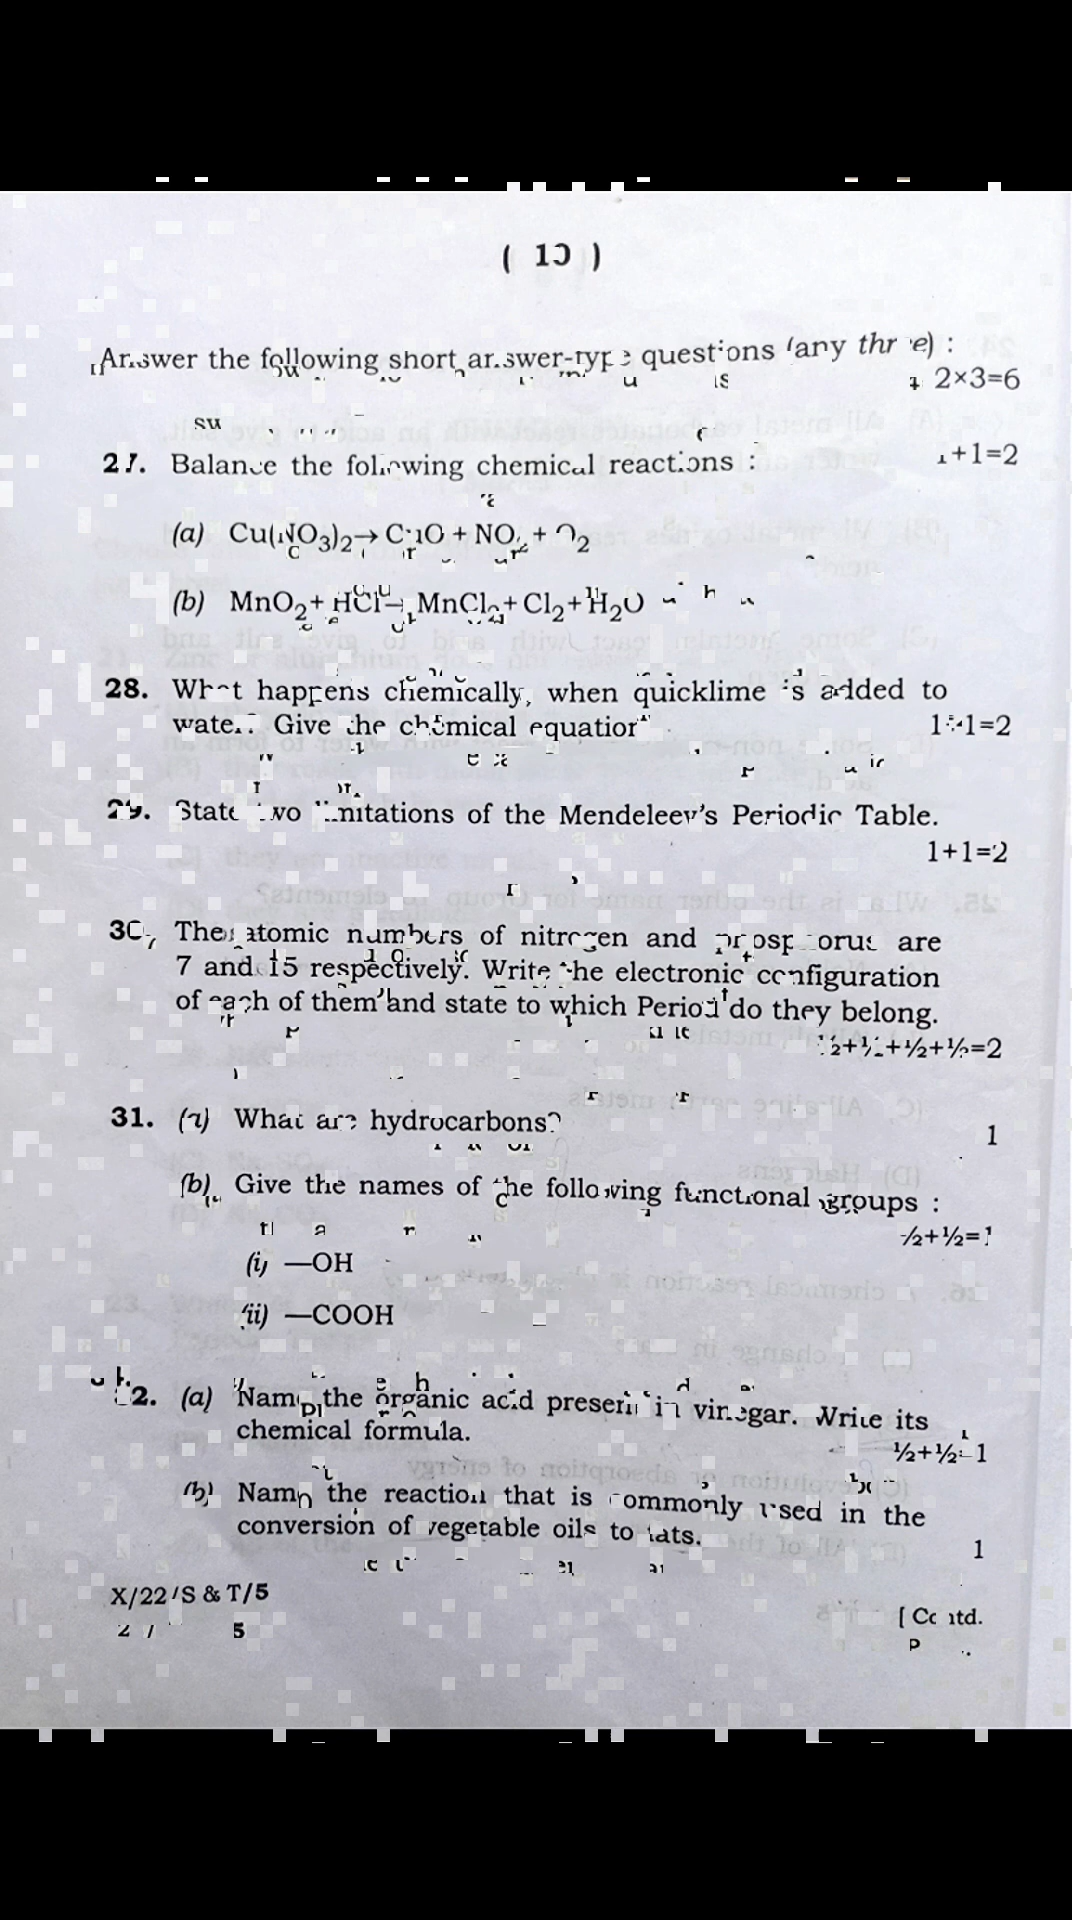 Answer the following short answer-type questions (any three) :
2×3=6
27. Balance the following chemical reactions : 1+1=2
(a) Cu(NO₃)₂→ CuO + NO₂ + O₂
(b) MnO₂ + HCl → MnCl₂ + Cl₂ + H₂O
28. What happens chemically, when quicklime is added to
water. Give the chemical equation 1+1=2
29. State two limitations of the Mendeleev's Periodic Table.
1+1=2
30. The atomic numbers of nitrogen and phosphorus are
7 and 15 respectively. Write the electronic configuration
of each of them and state to which Period do they belong.
½+½+½+½=2
31. (a) What are hydrocarbons?
1
(b) Give the names of the following functional groups :
½+½=1
(i) —OH
(ii) —COOH
32. (a) Name the organic acid present in vinegar. Write its
chemical formula. ½+½=1
(b) Name the reaction that is commonly used in the
conversion of vegetable oils to fats.
1
X/22/S & T/5
[ Contd.